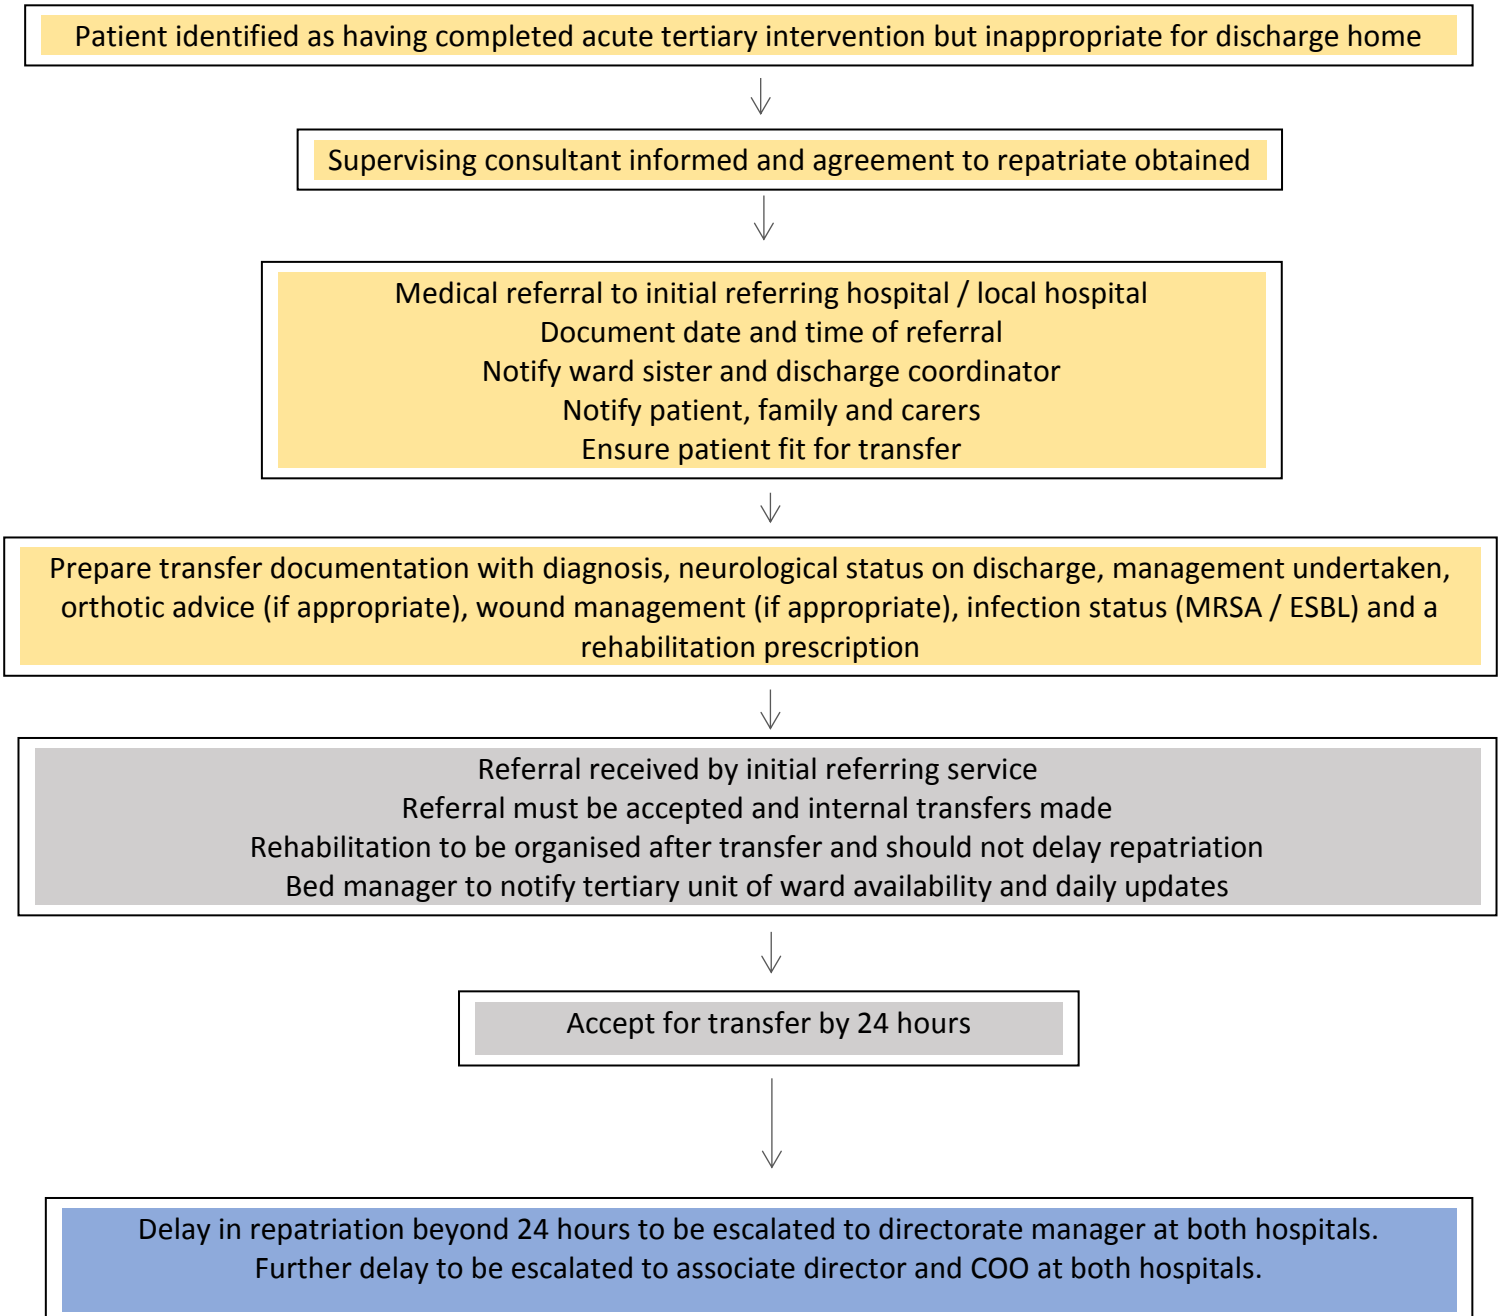 Patient identified as having completed acute tertiary intervention but inappropriate for discharge home
Supervising consultant informed and agreement to repatriate obtained
Medical referral to initial referring hospital / local hospital
Document date and time of referral
Notify ward sister and discharge coordinator
Notify patient, family and carers
Ensure patient fit for transfer
Prepare transfer documentation with diagnosis, neurological status on discharge, management undertaken,
orthotic advice (if appropriate), wound management (if appropriate), infection status (MRSA / ESBL) and a
rehabilitation prescription
Referral received by initial referring service
Referral must be accepted and internal transfers made
Rehabilitation to be organised after transfer and should not delay repatriation
Bed manager to notify tertiary unit of ward availability and daily updates
Accept for transfer by 24 hours
Delay in repatriation beyond 24 hours to be escalated to directorate manager at both hospitals.
Further delay to be escalated to associate director and COO at both hospitals.